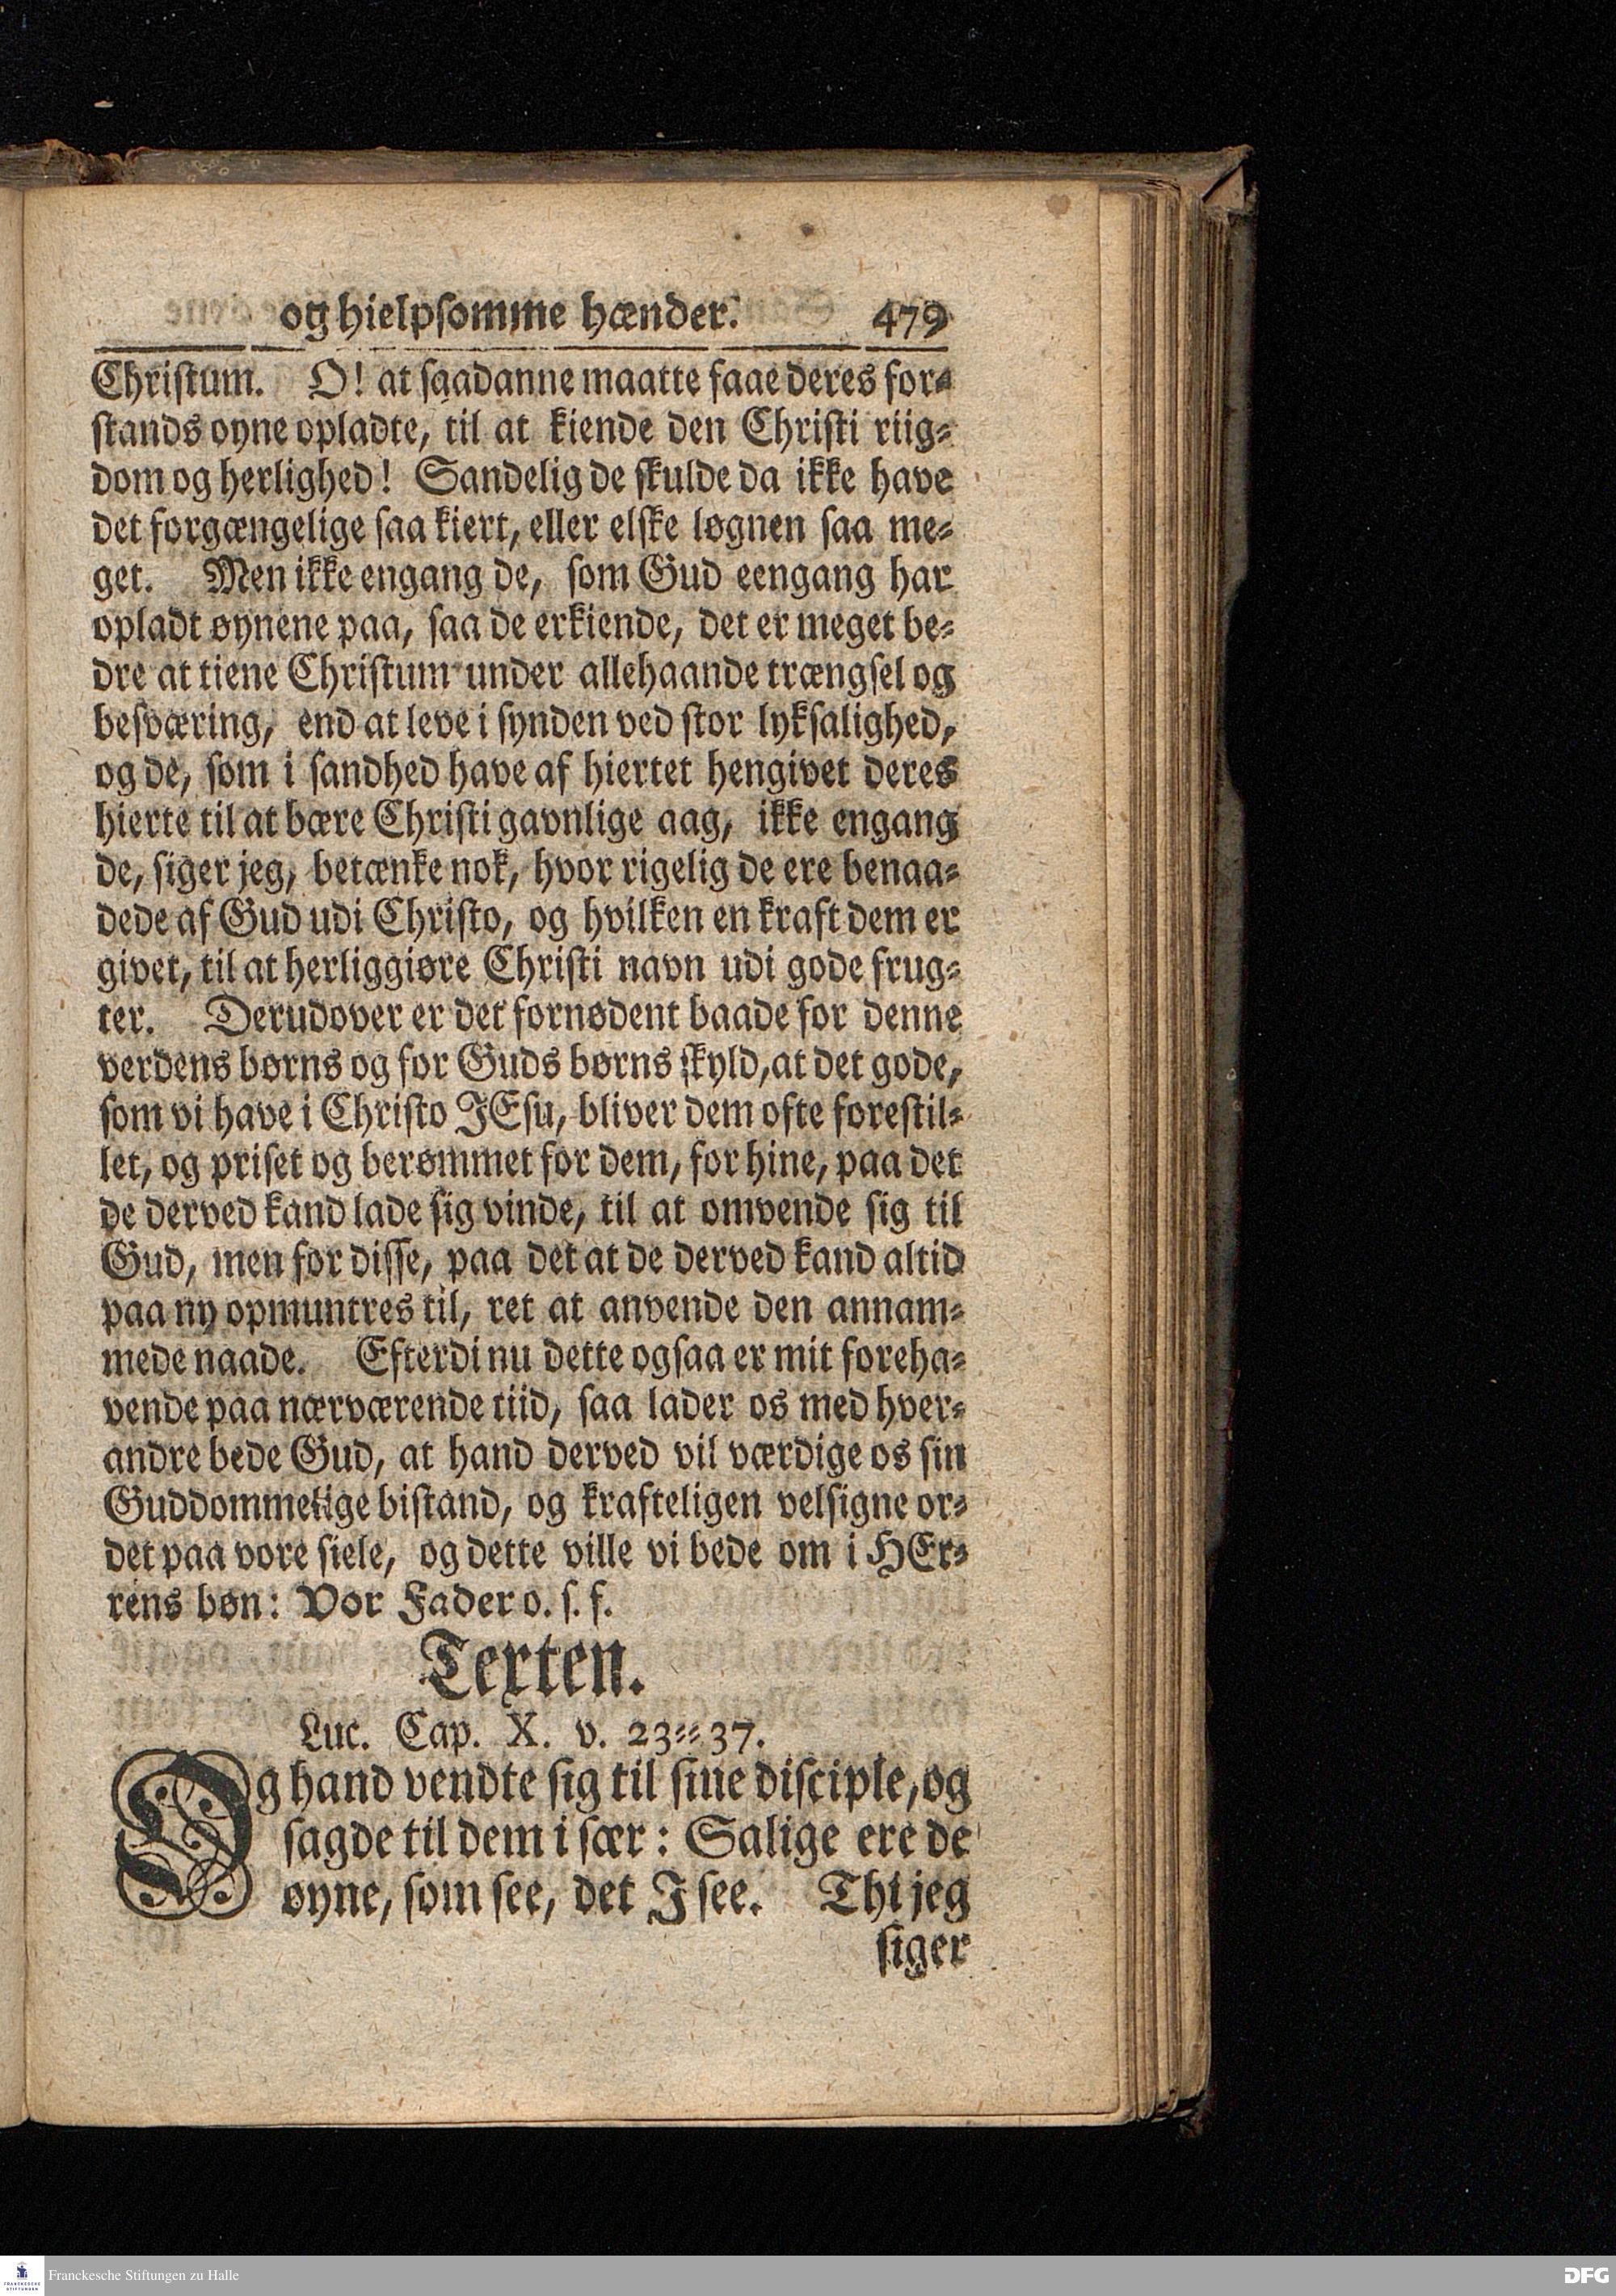 og hielpsomme hænder. 479
Christum. O! at saadanne maatte faae deres for-
stands oyne opladte, til at kiende den Christi riig-
dom og herlighed! Sandelig de skulde da ikke have
det forgængelige saa kiert, eller elske løgnen saa me-
get. Men ikke engang de, som Gud eengang har
opladt øynene paa, saa de erkiende, det er meget be-
dre at tiene Christum under allehaande trængsel og
besværing, end at leve i synden ved stor lyksalighed,
og de, som i sandhed have af hiertet hengivet deres
hierte til at bære Christi gavnlige aag, ikke engang
de, siger jeg, betænke nok, hvor rigelig de ere benaa-
dede af Gud udi Christo, og hvilken en kraft dem er
givet, til at herliggiøre Christi navn udi gode frug-
ter. Derudover er det fornødent baade for denne
verdens børns og for Guds børns skyld, at det gode,
som vi have i Christo JEsu, bliver dem ofte forestil-
let, og priset og berømmet for dem, for hine, paa det
de derved kand lade sig vinde, til at omvende sig til
Gud, men for disse, paa det at de derved kand altid
paa ny opmuntres til, ret at anvende den annam-
mede naade. Efterdi nu dette ogsaa er mit foreha-
vende paa nærværende tiid, saa lader os med hver-
andre bede Gud, at hand derved vil værdige os sin
Guddommelige bistand, og krafteligen velsigne or-
det paa vore siele, og dette ville vi bede om i HEr-
rens bøn: Vor Fader o. s. f.
Texten.
Luc. Cap. X. v. 23-37.
Og hand vendte sig til sine disciple, og
sagde til dem i sær: Salige ere de
øyne, som see, det I see. Thi jeg
siger
Franckesche Stiftungen zu Halle
DFG